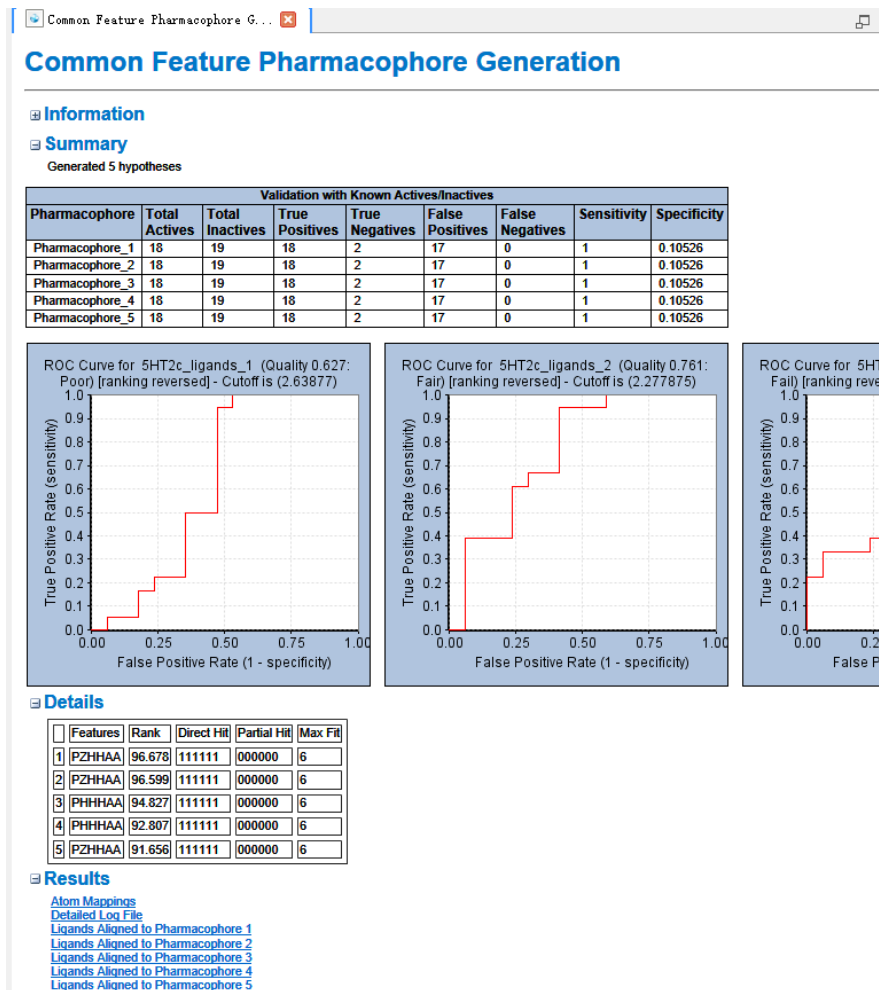 Common Feature Pharmacophore G...
Common Feature Pharmacophore Generation
Information
Summary
Generated 5 hypotheses
Validation with Known Actives/Inactives
Pharmacophore Total Actives Total Inactives True Positives True Negatives False Positives False Negatives Sensitivity Specificity
Pharmacophore_1 18 19 18 2 17 0 1 0.10526
Pharmacophore_2 18 19 18 2 17 0 1 0.10526
Pharmacophore_3 18 19 18 2 17 0 1 0.10526
Pharmacophore_4 18 19 18 2 17 0 1 0.10526
Pharmacophore_5 18 19 18 2 17 0 1 0.10526
ROC Curve for 5HT2c_ligands_1 (Quality 0.627:
Poor) [ranking reversed] - Cutoff is (2.63877)
True Positive Rate (sensitivity)
1.0
0.9
0.8
0.7
0.6
0.5
0.4
0.3
0.2
0.1
0.0
0.00 0.25 0.50 0.75 1.00
False Positive Rate (1 - specificity)
ROC Curve for 5HT2c_ligands_2 (Quality 0.761:
Fair) [ranking reversed] - Cutoff is (2.277875)
True Positive Rate (sensitivity)
1.0
0.9
0.8
0.7
0.6
0.5
0.4
0.3
0.2
0.1
0.0
0.00 0.25 0.50 0.75 1.00
False Positive Rate (1 - specificity)
ROC Curve for 5HT
Fail) [ranking reve
True Positive Rate (sensitivity)
1.0
0.9
0.8
0.7
0.6
0.5
0.4
0.3
0.2
0.1
0.0
0.00 0.2
False P
Details
Features Rank Direct Hit Partial Hit Max Fit
1 PZHHAA 96.678 111111 000000 6
2 PZHHAA 96.599 111111 000000 6
3 PHHHAA 94.827 111111 000000 6
4 PHHHAA 92.807 111111 000000 6
5 PZHHAA 91.656 111111 000000 6
Results
Atom Mappings
Detailed Log File
Ligands Aligned to Pharmacophore 1
Ligands Aligned to Pharmacophore 2
Ligands Aligned to Pharmacophore 3
Ligands Aligned to Pharmacophore 4
Ligands Aligned to Pharmacophore 5